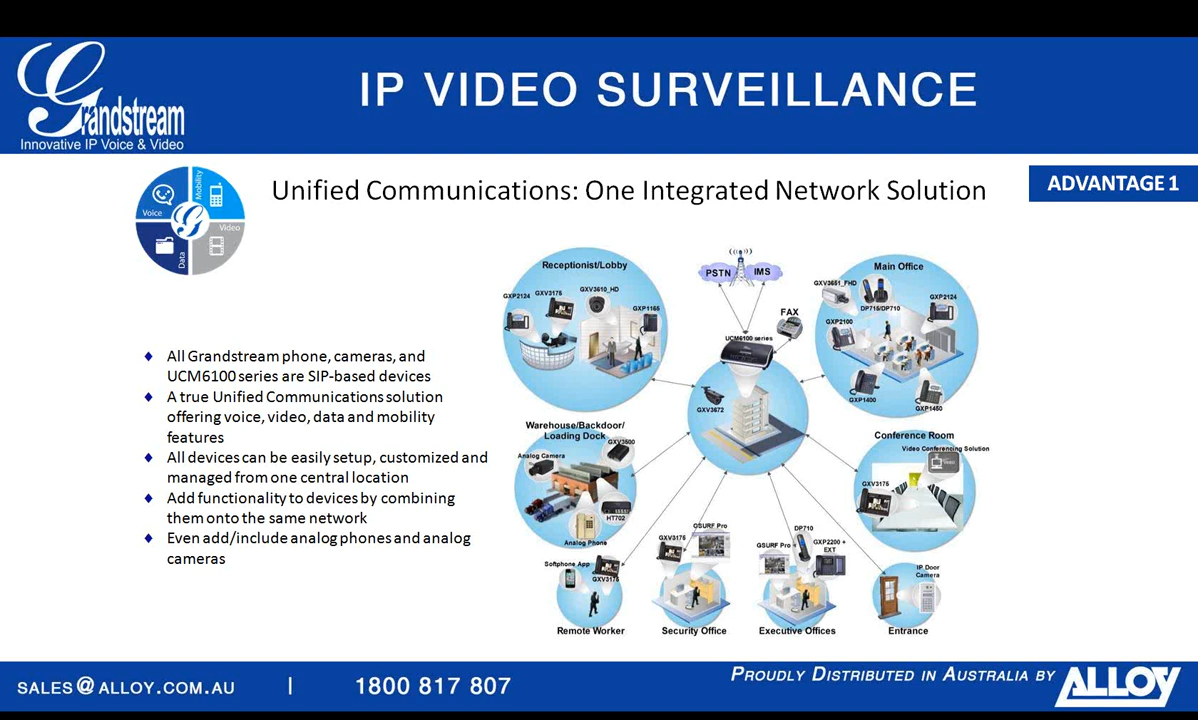 Grandstream
Innovative IP Voice & Video
IP VIDEO SURVEILLANCE
Voice
Mobility
Data
Video
Unified Communications: One Integrated Network Solution
ADVANTAGE 1
♦ All Grandstream phone, cameras, and
UCM6100 series are SIP-based devices
♦ A true Unified Communications solution
offering voice, video, data and mobility
features
♦ All devices can be easily setup, customized and
managed from one central location
♦ Add functionality to devices by combining
them onto the same network
♦ Even add/include analog phones and analog
cameras
Receptionist/Lobby
GXP2124
GXV3175
GXV3610_HD
GXP1165
PSTN
IMS
FAX
UCM6100 series
GXV3672
Main Office
GXV3651_FHD
DP715/DP710
GXP2124
GXP2100
GXP1400
GXP1450
Warehouse/Backdoor/
Loading Dock
GXV3500
Analog Camera
HT702
Analog Phone
Conference Room
Video Conferencing Solution
GXV3175
Softphone App
GXV3175
Remote Worker
GXV3175
GSURF Pro
Security Office
GSURF Pro
DP710
GXP2200 +
EXT
Executive Offices
IP Door
Camera
Entrance
SALES@ALLOY.COM.AU
|
1800 817 807
PROUDLY DISTRIBUTED IN AUSTRALIA BY
ALLOY